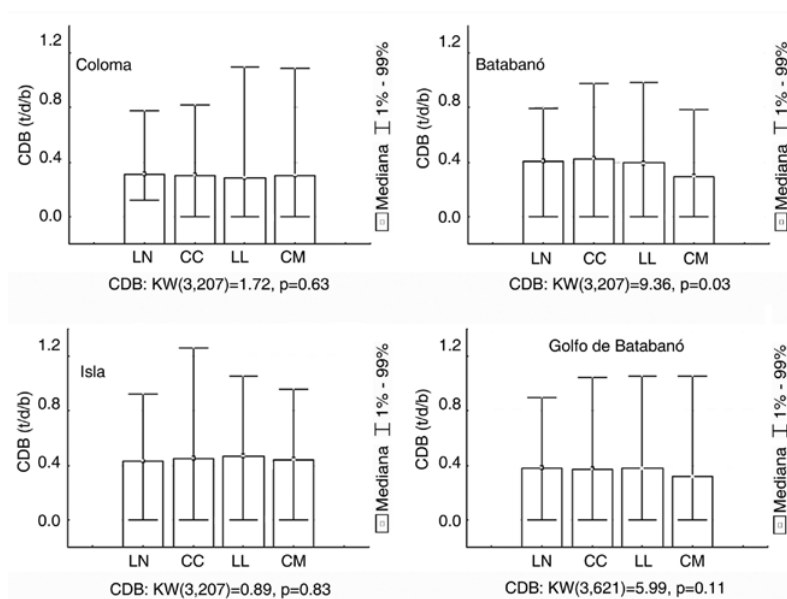 1.2
0.8
0.4
0.0
CDB (t/d/b)
Coloma
LN CC LL CM
Mediana 1% - 99%
CDB: KW(3,207)=1.72, p=0.63
1.2
0.8
0.4
0.0
CDB (t/d/b)
Batabanó
LN CC LL CM
Mediana 1% - 99%
CDB: KW(3,207)=9.36, p=0.03
1.2
0.8
0.4
0.0
CDB (t/d/b)
Isla
LN CC LL CM
Mediana 1% - 99%
CDB: KW(3,207)=0.89, p=0.83
1.2
0.8
0.4
0.0
CDB (t/d/b)
Golfo de Batabanó
LN CC LL CM
Mediana 1% - 99%
CDB: KW(3,621)=5.99, p=0.11